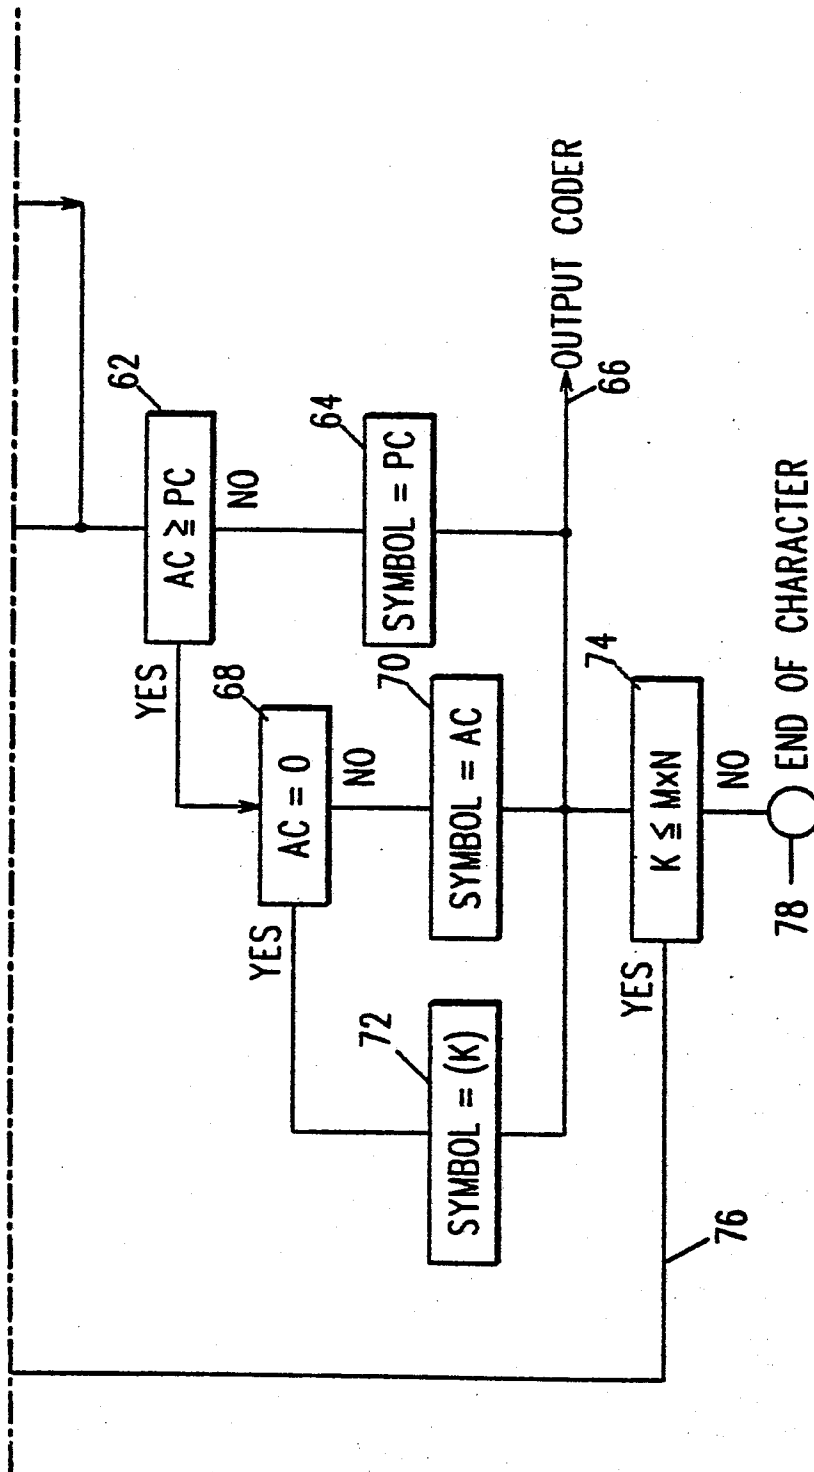 62
AC ≧ PC
YES
NO
68
AC = 0
YES
NO
64
SYMBOL = PC
70
SYMBOL = AC
72
SYMBOL = (K)
OUTPUT CODER
66
74
K ≦ M×N
YES
NO
76
78
END OF CHARACTER